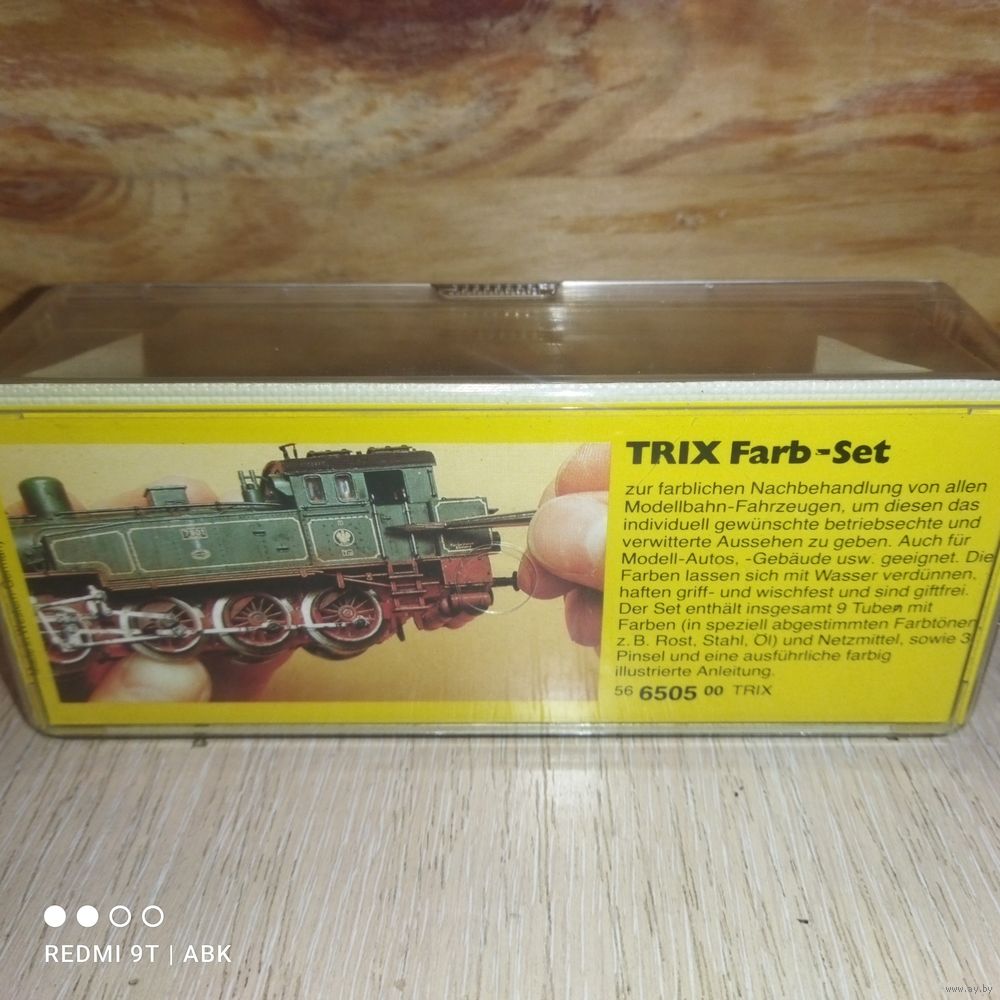 TRIX Farb-Set
zur farblichen Nachbehandlung von allen
Modellbahn-Fahrzeugen, um diesen das
individuell gewünschte betriebsechte und
verwitterte Aussehen zu geben. Auch für
Modell-Autos, -Gebäude usw. geeignet. Die
Farben lassen sich mit Wasser verdünnen,
haften griff- und wischfest und sind giftfrei.
Der Set enthält insgesamt 9 Tuben mit
Farben (in speziell abgestimmten Farbtönen,
z. B. Rost, Stahl, Öl) und Netzmittel, sowie 3
Pinsel und eine ausführliche farbig
illustrierte Anleitung.
56 6505 00 TRIX
REDMI 9T | ABK
www.ay.by